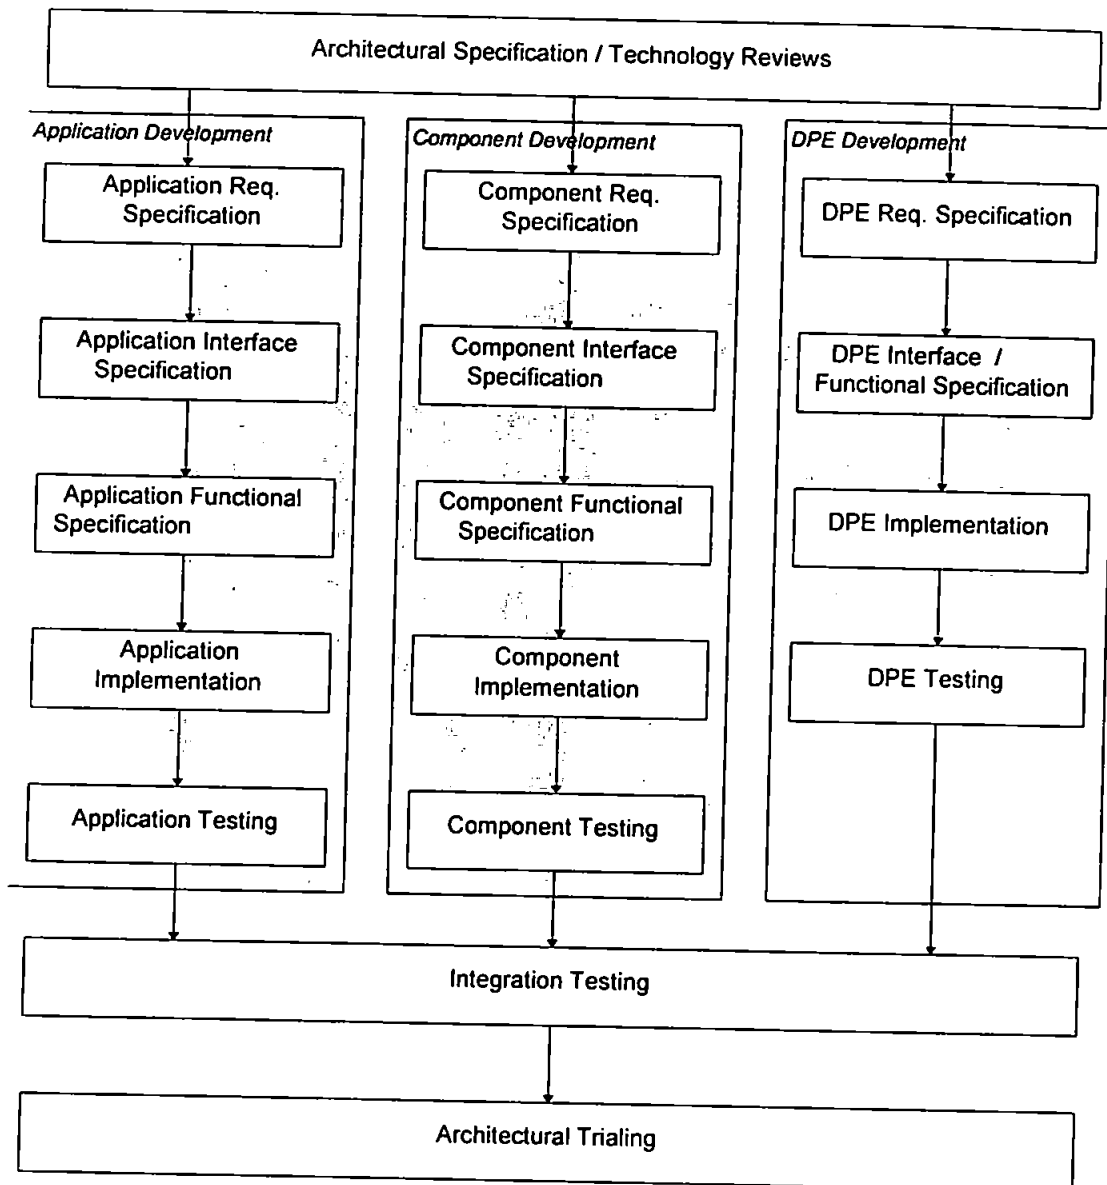 Architectural Specification / Technology Reviews
Application Development
Application Req.
Specification
Application Interface
Specification
Application Functional
Specification
Application
Implementation
Application Testing
Component Development
Component Req.
Specification
Component Interface
Specification
Component Functional
Specification
Component
Implementation
Component Testing
DPE Development
DPE Req. Specification
DPE Interface /
Functional Specification
DPE Implementation
DPE Testing
Integration Testing
Architectural Trialing